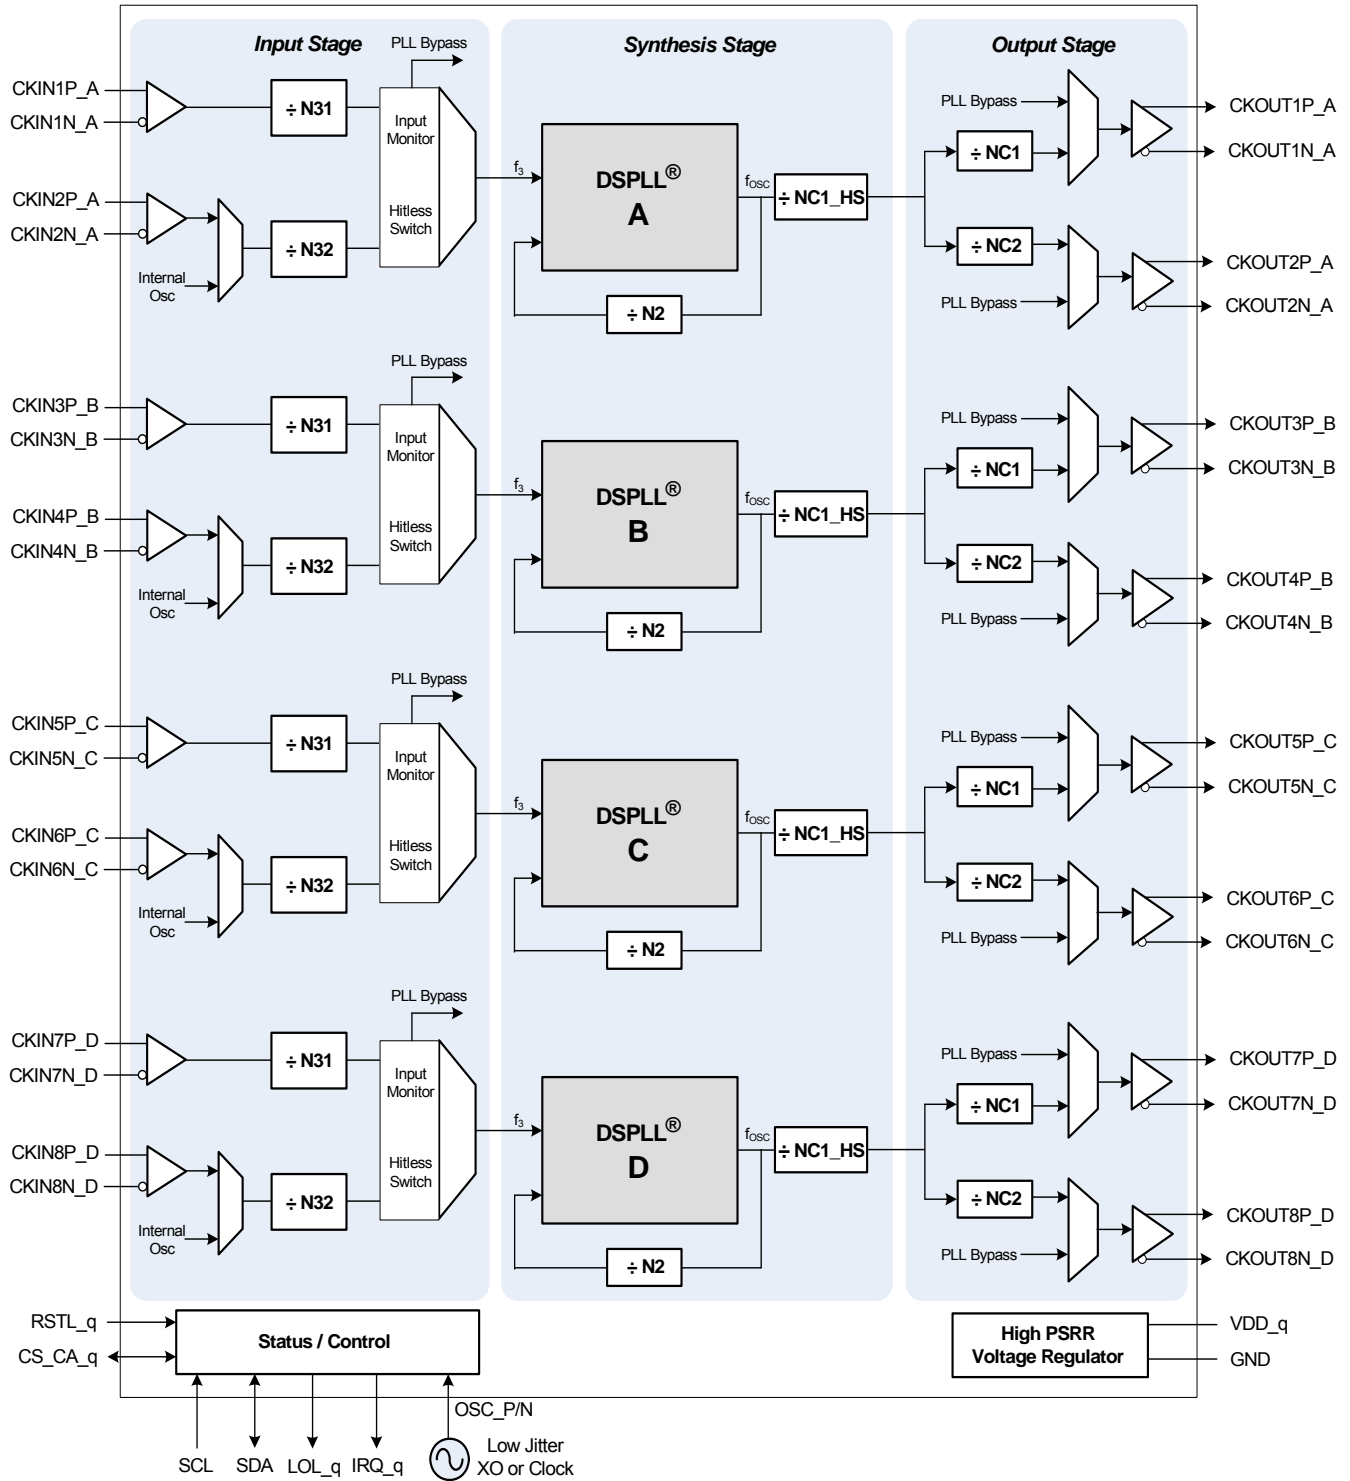 Input Stage
Synthesis Stage
Output Stage
PLL Bypass
CKIN1P_A
CKIN1N_A
÷ N31
Input
Monitor
CKIN2P_A
CKIN2N_A
Internal
Osc
÷ N32
Hitless
Switch
f3
DSPLL®
A
fOSC
÷ N2
÷ NC1_HS
PLL Bypass
÷ NC1
CKOUT1P_A
CKOUT1N_A
÷ NC2
PLL Bypass
CKOUT2P_A
CKOUT2N_A
PLL Bypass
CKIN3P_B
CKIN3N_B
÷ N31
Input
Monitor
CKIN4P_B
CKIN4N_B
Internal
Osc
÷ N32
Hitless
Switch
f3
DSPLL®
B
fOSC
÷ N2
÷ NC1_HS
PLL Bypass
÷ NC1
CKOUT3P_B
CKOUT3N_B
÷ NC2
PLL Bypass
CKOUT4P_B
CKOUT4N_B
PLL Bypass
CKIN5P_C
CKIN5N_C
÷ N31
Input
Monitor
CKIN6P_C
CKIN6N_C
Internal
Osc
÷ N32
Hitless
Switch
f3
DSPLL®
C
fOSC
÷ N2
÷ NC1_HS
PLL Bypass
÷ NC1
CKOUT5P_C
CKOUT5N_C
÷ NC2
PLL Bypass
CKOUT6P_C
CKOUT6N_C
PLL Bypass
CKIN7P_D
CKIN7N_D
÷ N31
Input
Monitor
CKIN8P_D
CKIN8N_D
Internal
Osc
÷ N32
Hitless
Switch
f3
DSPLL®
D
fOSC
÷ N2
÷ NC1_HS
PLL Bypass
÷ NC1
CKOUT7P_D
CKOUT7N_D
÷ NC2
PLL Bypass
CKOUT8P_D
CKOUT8N_D
RSTL_q
CS_CA_q
Status / Control
SCL
SDA
LOL_q
IRQ_q
OSC_P/N
Low Jitter
XO or Clock
High PSRR
Voltage Regulator
VDD_q
GND